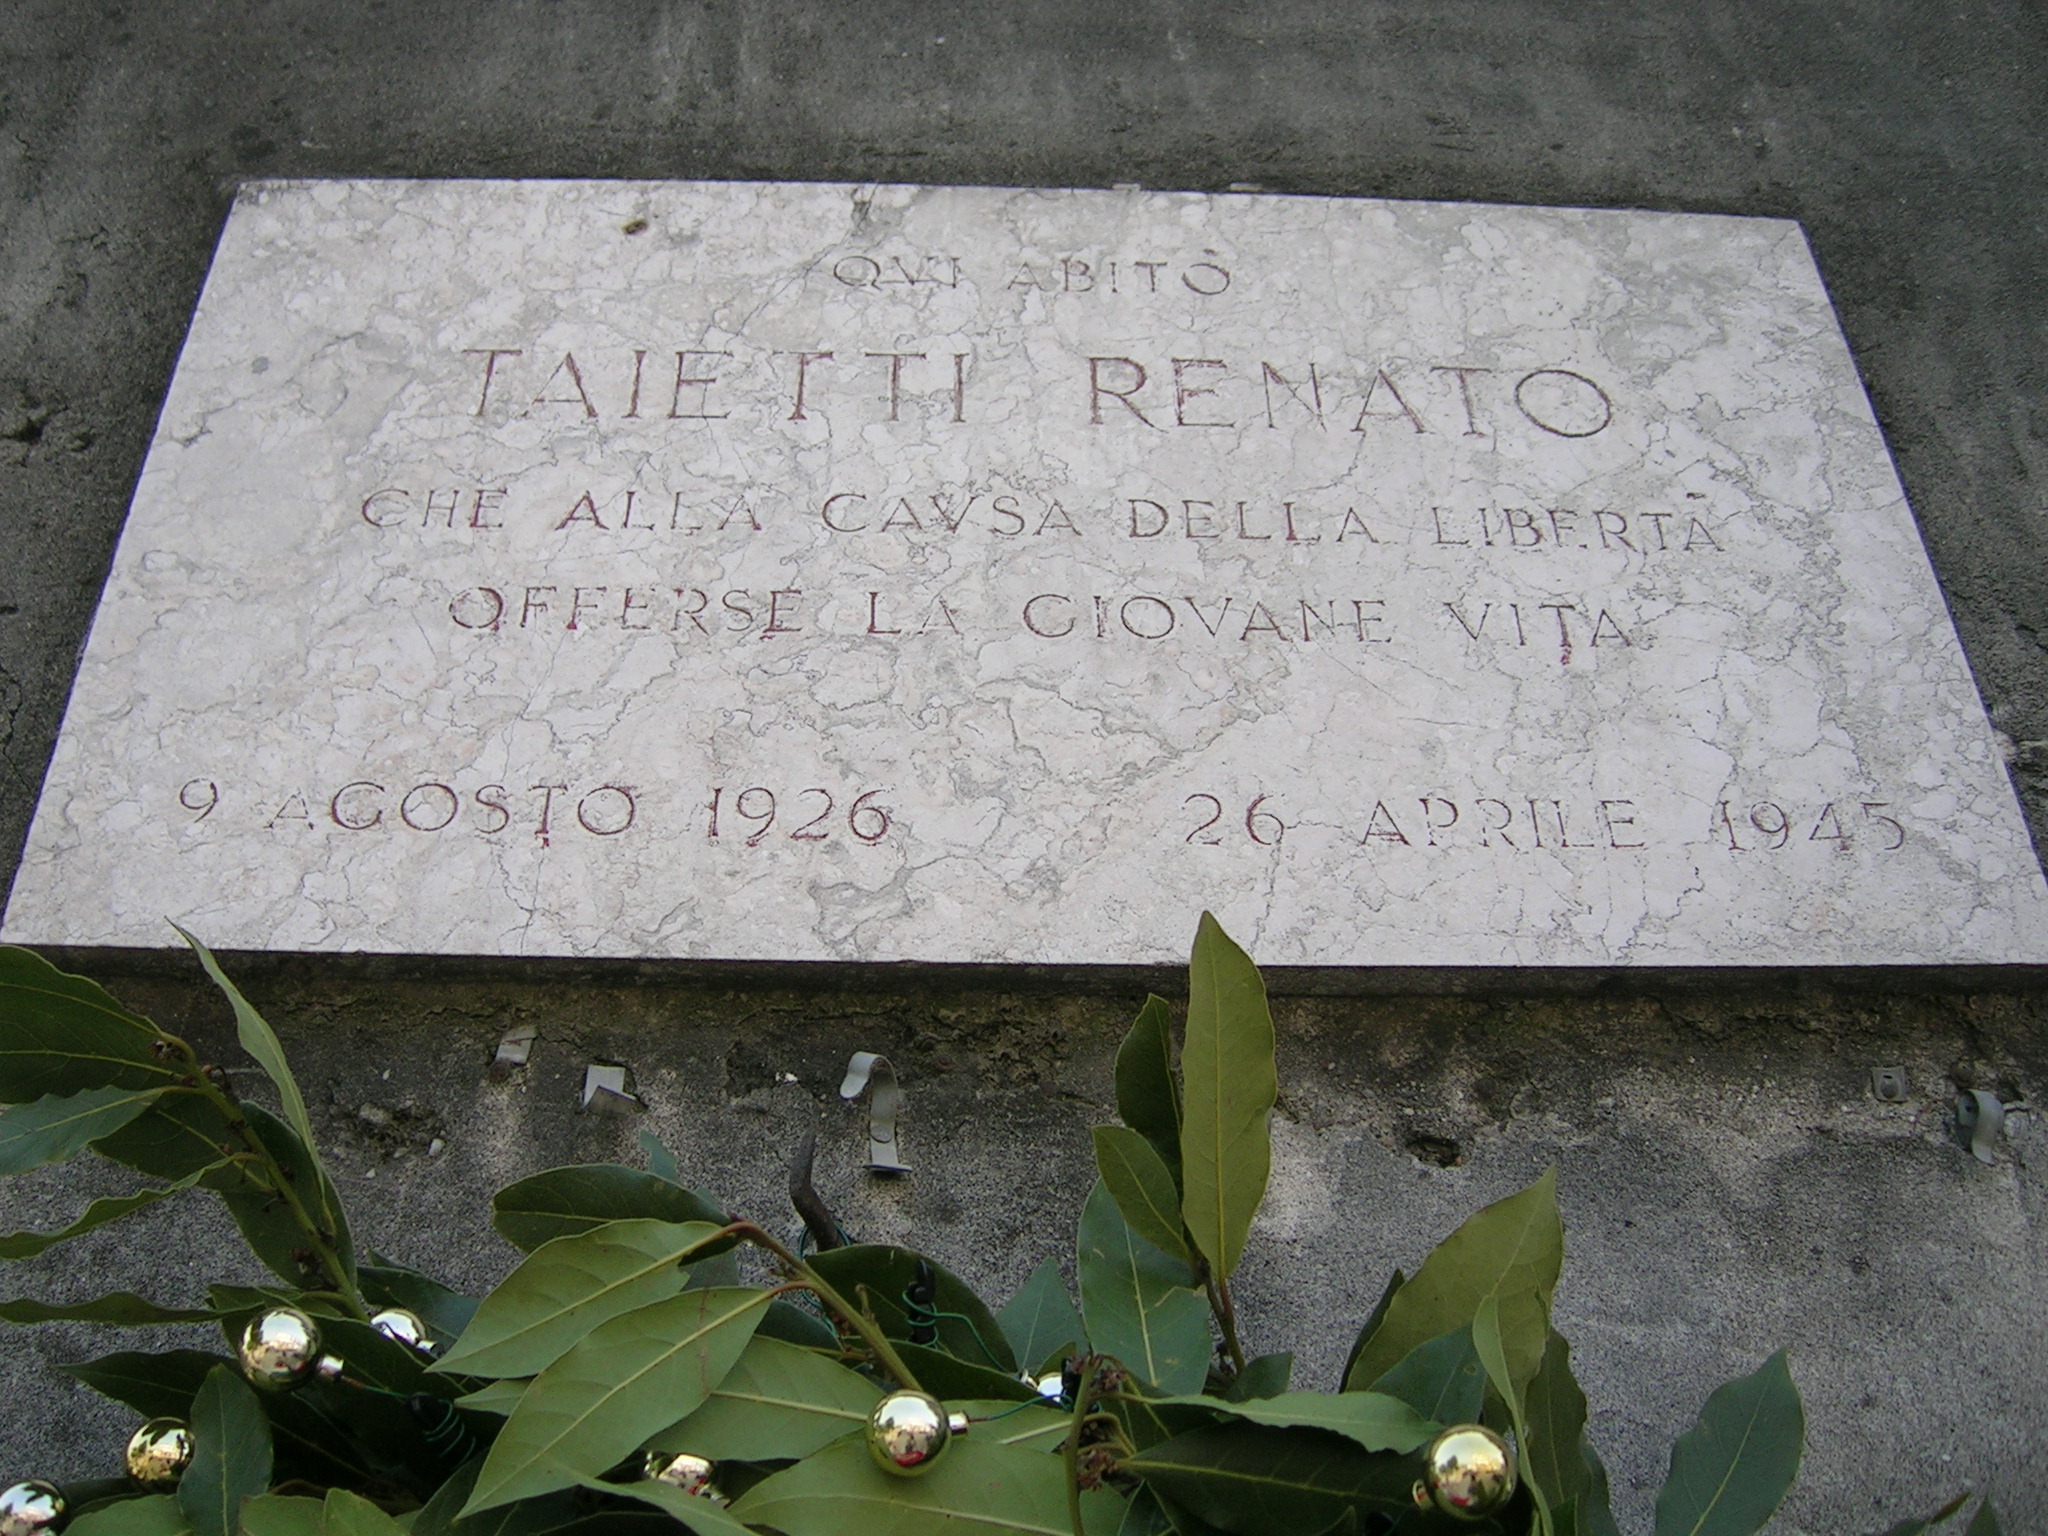 QVI ABITÒ
TAIETTI RENATO
CHE ALLA CAVSA DELLA LIBERTÀ
OFFERSE LA GIOVANE VITA
9 AGOSTO 1926 26 APRILE 1945